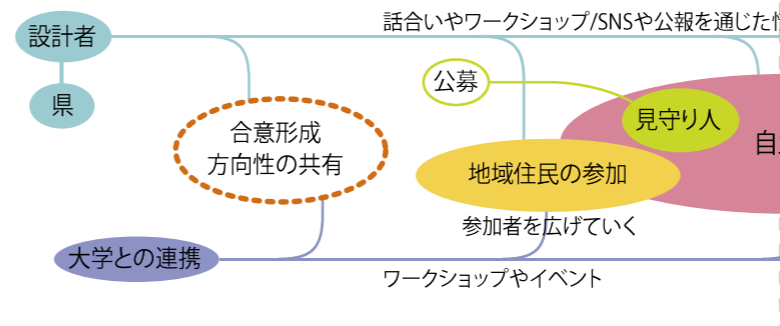 話合いやワークショップ/SNSや公報を通じた
設計者
公募
県
見守り人
合意形成
方向性の共有
自
地域住民の参加
参加者を広げていく
大学との連携
ワークショップやイベント